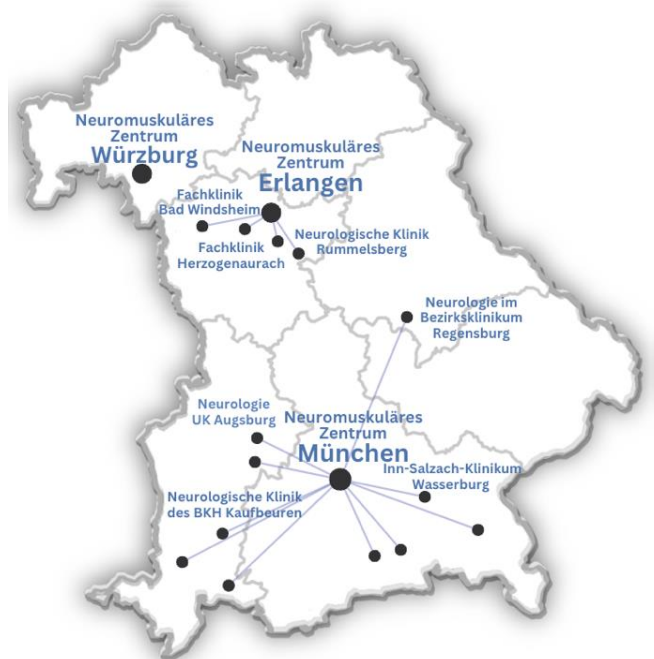 Neuromuskuläres
Zentrum
Würzburg
Neuromuskuläres
Zentrum
Erlangen
Fachklinik
Bad Windsheim
Fachklinik
Herzogenaurach
Neurologische Klinik
Rummelsberg
Neurologie im
Bezirksklinikum
Regensburg
Neurologie
UK Augsburg
Neuromuskuläres
Zentrum
München
Inn-Salzach-Klinikum
Wasserburg
Neurologische Klinik
des BKH Kaufbeuren